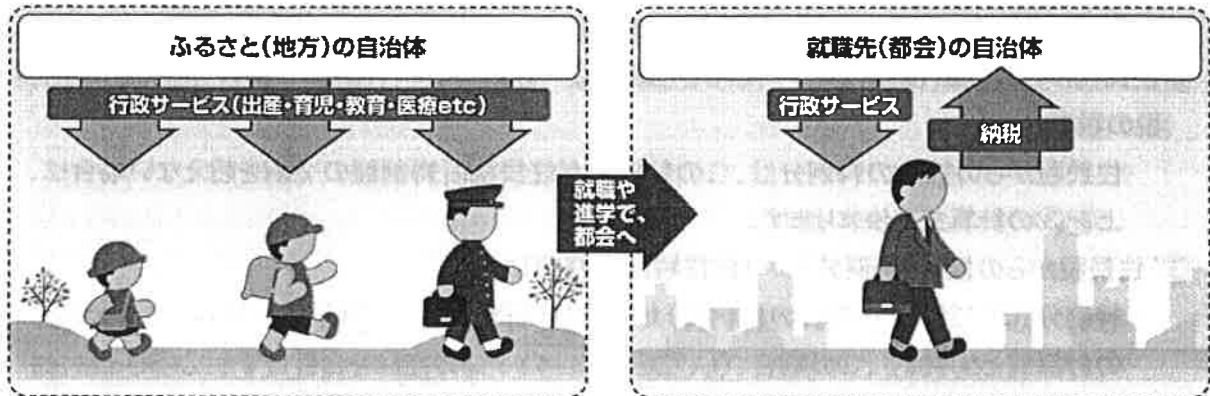 ふるさと(地方)の自治体
行政サービス(出産・育児・教育・医療etc)
就職や
進学で、
都会へ
就職先(都会)の自治体
行政サービス
納税